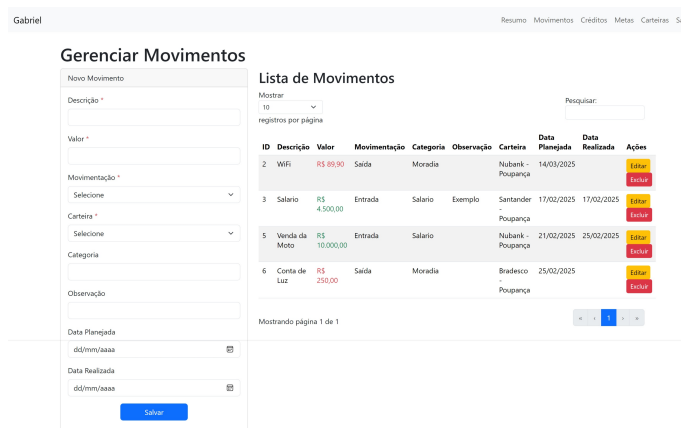 Gabriel
Resumo Movimentos Créditos Metas Carteiras
Gerenciar Movimentos
Novo Movimento
Descrição *
Valor *
Movimentação *
Selecione
Carteira *
Selecione
Categoria
Observação
Data Planejada
dd/mm/aaaa
Data Realizada
dd/mm/aaaa
Salvar
Lista de Movimentos
Mostrar
10
registros por página
Pesquisar:
ID Descrição Valor Movimentação Categoria Observação Carteira Data Planejada Data Realizada Ações
2 WiFi R$ 89,90 Saída Moradia Nubank - Poupança 14/03/2025 Editar Excluir
3 Salario R$ 4.500,00 Entrada Salario Exemplo Santander - Poupança 17/02/2025 17/02/2025 Editar Excluir
5 Venda da Moto R$ 10.000,00 Entrada Salario Nubank - Poupança 21/02/2025 25/02/2025 Editar Excluir
6 Conta de Luz R$ 250,00 Saída Moradia Bradesco - Poupança 25/02/2025 Editar Excluir
Mostrando página 1 de 1
« ‹ 1 › »